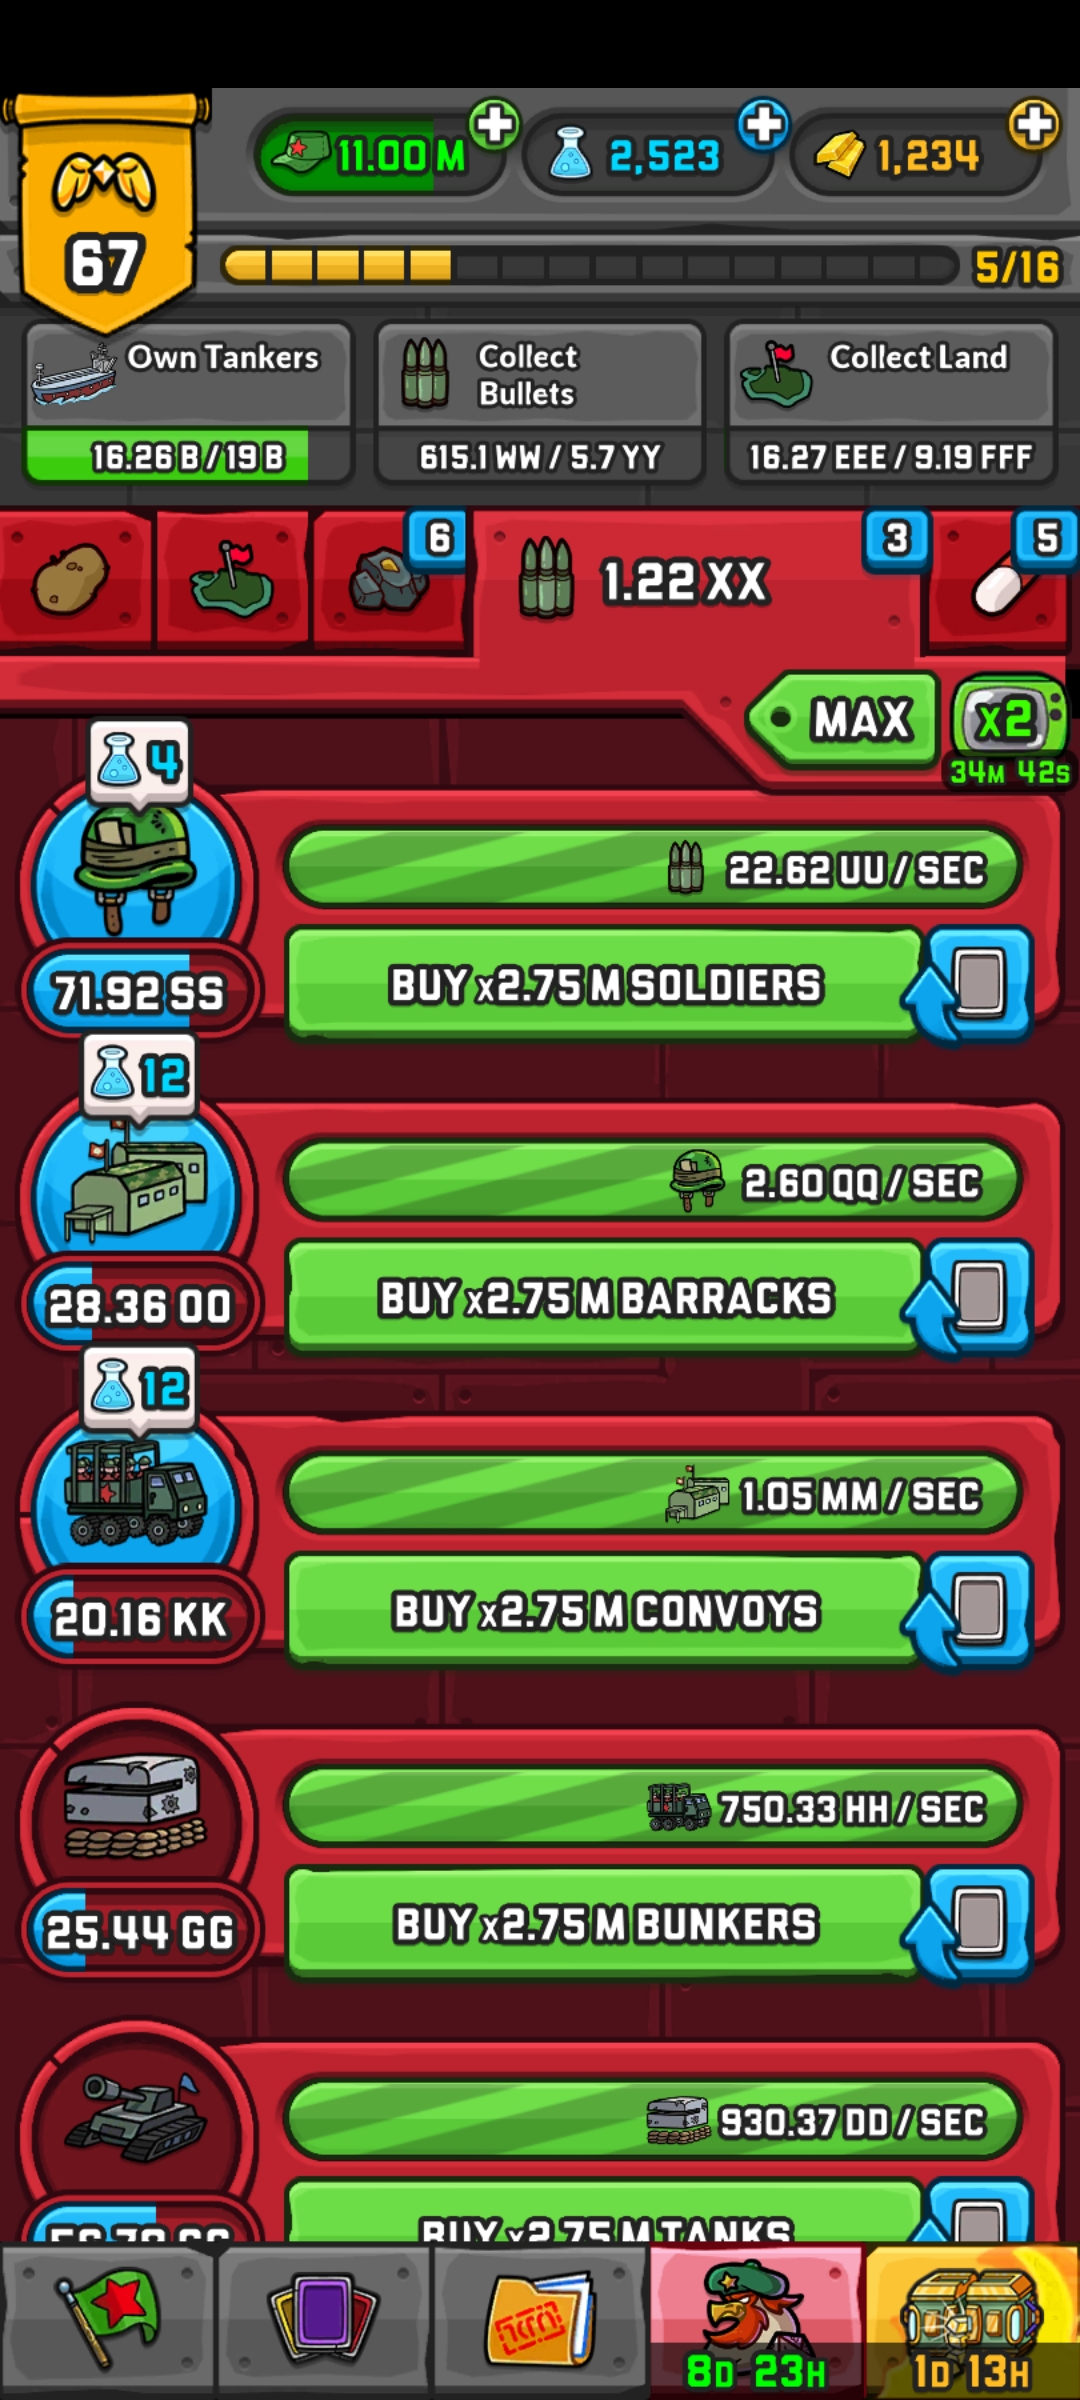 11.00 M
2,523
1,234
67
5/16
Own Tankers
16.26 B / 19 B
Collect
Bullets
615.1 WW / 5.7 YY
Collect Land
16.27 EEE / 9.19 FFF
6
1.22 XX
3
5
MAX
x2
34M 42S
4
22.62 UU / SEC
71.92 SS
BUY x2.75 M SOLDIERS
12
2.60 QQ / SEC
28.36 OO
BUY x2.75 M BARRACKS
12
1.05 MM / SEC
20.16 KK
BUY x2.75 M CONVOYS
750.33 HH / SEC
25.44 GG
BUY x2.75 M BUNKERS
930.37 DD / SEC
BUY x2.75 M TANKS
8D 23H
1D 13H